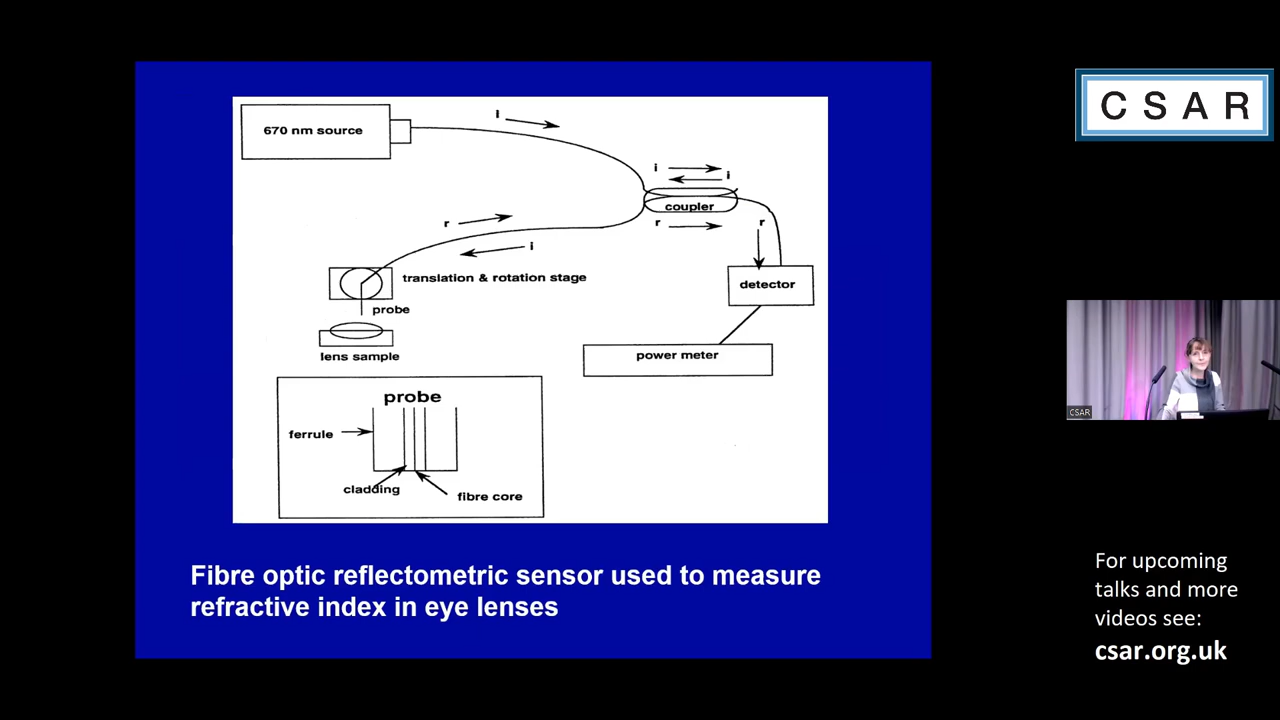 670 nm source
i
i
i
coupler
r
r
r
i
translation & rotation stage
probe
lens sample
detector
power meter
probe
ferrule
cladding
fibre core
Fibre optic reflectometric sensor used to measure
refractive index in eye lenses
CSAR
CSAR
For upcoming
talks and more
videos see:
csar.org.uk